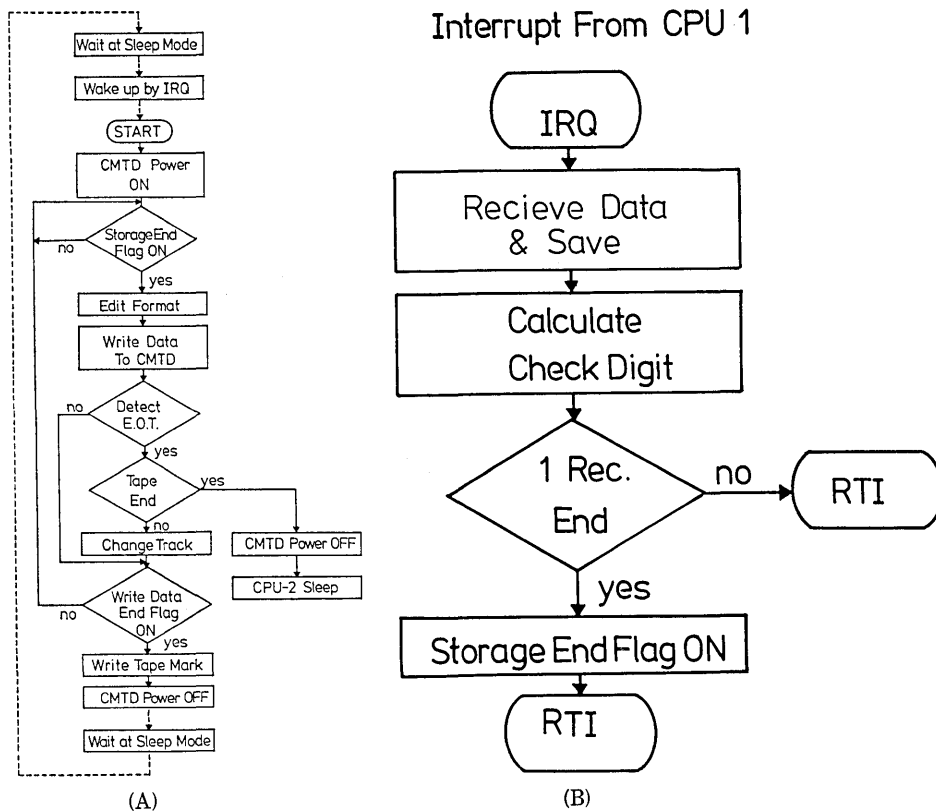 Wait at Sleep Mode
Wake up by IRQ
START
CMTD Power
ON
Storage End
Flag ON
no
yes
Edit Format
Write Data
To CMTD
Detect
E.O.T.
no
yes
Tape
End
yes
no
Change Track
CMTD Power OFF
CPU-2 Sleep
Write Data
End Flag
ON
no
yes
Write Tape Mark
CMTD Power OFF
Wait at Sleep Mode
(A)
Interrupt From CPU 1
IRQ
Recieve Data
& Save
Calculate
Check Digit
1 Rec.
End
no
RTI
yes
Storage End Flag ON
RTI
(B)